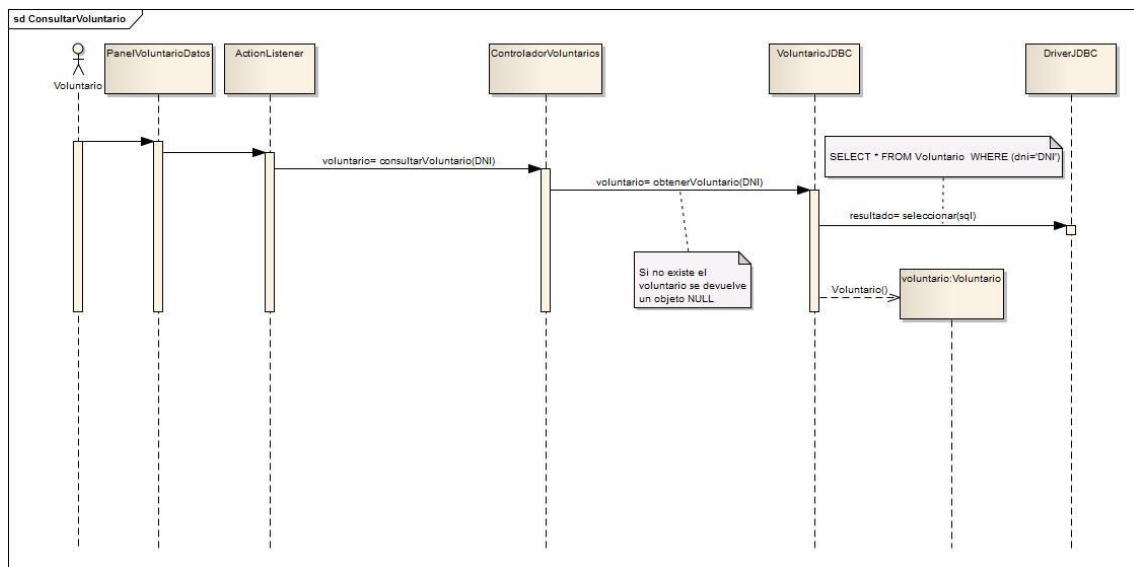 sd ConsultarVoluntario
Voluntario
PanelVoluntarioDatos
ActionListener
ControladorVoluntarios
VoluntarioJDBC
DriverJDBC
SELECT * FROM Voluntario WHERE (dni='DNI')
voluntario= consultarVoluntario(DNI)
voluntario= obtenerVoluntario(DNI)
resultado= seleccionar(sql)
Si no existe el
voluntario se devuelve
un objeto NULL
Voluntario()
voluntario:Voluntario